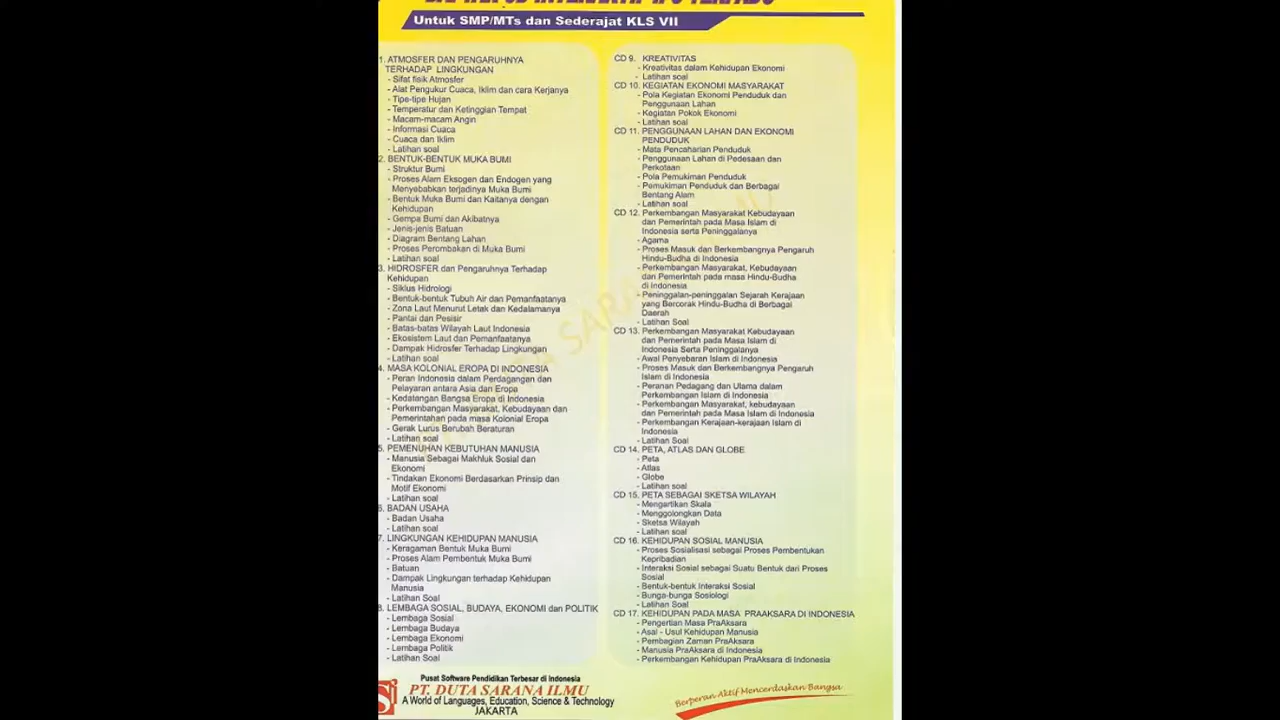 Untuk SMP/MTs dan Sederajat KLS VII
1. ATMOSFER DAN PENGARUHNYA
TERHADAP LINGKUNGAN
- Sifat fisik Atmosfer
- Alat Pengukur Cuaca, Iklim dan cara Kerjanya
- Tipe-tipe Hujan
- Temperatur dan Ketinggian Tempat
- Macam-macam Angin
- Informasi Cuaca
- Cuaca dan Iklim
- Latihan soal
2. BENTUK-BENTUK MUKA BUMI
- Struktur Bumi
- Proses Alam Eksogen dan Endogen yang
Menyebabkan terjadinya Muka Bumi
- Bentuk Muka Bumi dan Kaitanya dengan
Kehidupan
- Gempa Bumi dan Akibatnya
- Jenis-jenis Batuan
- Diagram Bentang Lahan
- Proses Perombakan di Muka Bumi
- Latihan soal
3. HIDROSFER dan Pengaruhnya Terhadap
Kehidupan
- Siklus Hidrologi
- Bentuk-bentuk Tubuh Air dan Pemanfaatanya
- Zona Laut Menurut Letak dan Kedalamanya
- Pantai dan Pesisir
- Batas-batas Wilayah Laut Indonesia
- Ekosistem Laut dan Pemanfaatanya
- Dampak Hidrosfer Terhadap Lingkungan
- Latihan soal
4. MASA KOLONIAL EROPA DI INDONESIA
- Peran Indonesia dalam Perdagangan dan
Pelayaran antara Asia dan Eropa
- Kedatangan Bangsa Eropa di Indonesia
- Perkembangan Masyarakat, Kebudayaan dan
Pemerintahan pada masa Kolonial Eropa
- Gerak Lurus Berubah Beraturan
- Latihan soal
5. PEMENUHAN KEBUTUHAN MANUSIA
- Manusia Sebagai Makhluk Sosial dan
Ekonomi
- Tindakan Ekonomi Berdasarkan Prinsip dan
Motif Ekonomi
- Latihan soal
6. BADAN USAHA
- Badan Usaha
- Latihan soal
7. LINGKUNGAN KEHIDUPAN MANUSIA
- Keragaman Bentuk Muka Bumi
- Proses Alam Pembentuk Muka Bumi
- Batuan
- Dampak Lingkungan terhadap Kehidupan
Manusia
- Latihan Soal
8. LEMBAGA SOSIAL, BUDAYA, EKONOMI dan POLITIK
- Lembaga Sosial
- Lembaga Budaya
- Lembaga Ekonomi
- Lembaga Politik
- Latihan Soal
CD 9. KREATIVITAS
- Kreativitas dalam Kehidupan Ekonomi
- Latihan soal
CD 10. KEGIATAN EKONOMI MASYARAKAT
- Pola Kegiatan Ekonomi Penduduk dan
Penggunaan Lahan
- Kegiatan Pokok Ekonomi
- Latihan soal
CD 11. PENGGUNAAN LAHAN DAN EKONOMI
PENDUDUK
- Mata Pencaharian Penduduk
- Penggunaan Lahan di Pedesaan dan
Perkotaan
- Pola Pemukiman Penduduk
- Pemukiman Penduduk dan Berbagai
Bentang Alam
- Latihan soal
CD 12. Perkembangan Masyarakat Kebudayaan
dan Pemerintah pada Masa Islam di
Indonesia serta Peninggalanya
- Agama
- Proses Masuk dan Berkembangnya Pengaruh
Hindu-Budha di Indonesia
- Perkembangan Masyarakat, Kebudayaan
dan Pemerintah pada masa Hindu-Budha
di Indonesia
- Peninggalan-peninggalan Sejarah Kerajaan
yang Bercorak Hindu-Budha di Berbagai
Daerah
- Latihan Soal
CD 13. Perkembangan Masyarakat Kebudayaan
dan Pemerintah pada Masa Islam di
Indonesia Serta Peninggalanya
- Awal Penyebaran Islam di Indonesia
- Proses Masuk dan Berkembangnya Pengaruh
Islam di Indonesia
- Peranan Pedagang dan Ulama dalam
Perkembangan Islam di Indonesia
- Perkembangan Masyarakat, kebudayaan
dan Pemerintah pada Masa Islam di Indonesia
- Perkembangan Kerajaan-kerajaan Islam di
Indonesia
- Latihan Soal
CD 14. PETA, ATLAS DAN GLOBE
- Peta
- Atlas
- Globe
- Latihan soal
CD 15. PETA SEBAGAI SKETSA WILAYAH
- Mengartikan Skala
- Menggolongkan Data
- Sketsa Wilayah
- Latihan soal
CD 16. KEHIDUPAN SOSIAL MANUSIA
- Proses Sosialisasi sebagai Proses Pembentukan
Kepribadian
- Interaksi Sosial sebagai Suatu Bentuk dari Proses
Sosial
- Bentuk-bentuk Interaksi Sosial
- Bunga-bunga Sosiologi
- Latihan Soal
CD 17. KEHIDUPAN PADA MASA PRAAKSARA DI INDONESIA
- Pengertian Masa PraAksara
- Asal - Usul Kehidupan Manusia
- Pembagian Zaman PraAksara
- Manusia PraAksara di Indonesia
- Perkembangan Kehidupan PraAksara di Indonesia
Pusat Software Pendidikan Terbesar di Indonesia
PT. DUTA SARANA ILMU
A World of Languages, Education, Science & Technology
JAKARTA
Berperan Aktif Mencerdaskan Bangsa